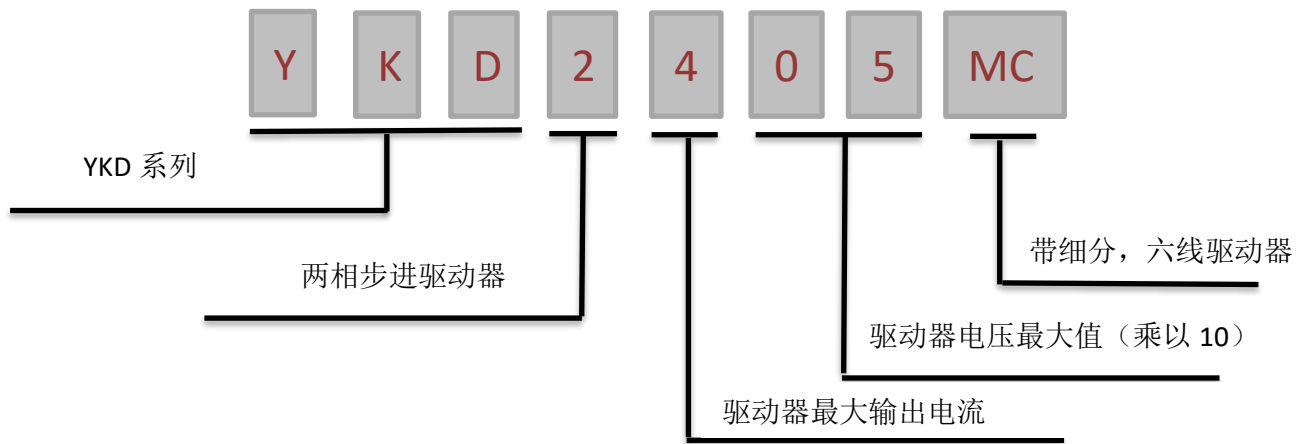 Y K D 2 4 0 5 MC
YKD 系列
带细分，六线驱动器
两相步进驱动器
驱动器电压最大值（乘以 10）
驱动器最大输出电流